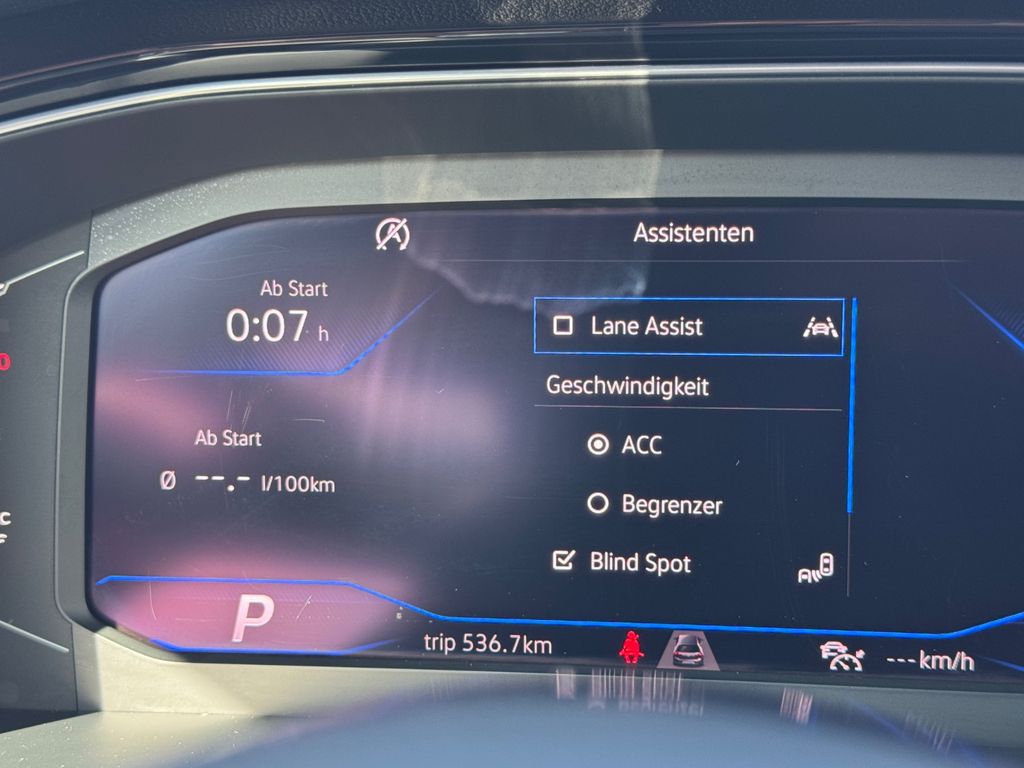 Assistenten
Ab Start
0:07 h
Lane Assist
Geschwindigkeit
Ab Start
Ø --.- l/100km
ACC
Begrenzer
Blind Spot
P
trip 536.7km
---km/h